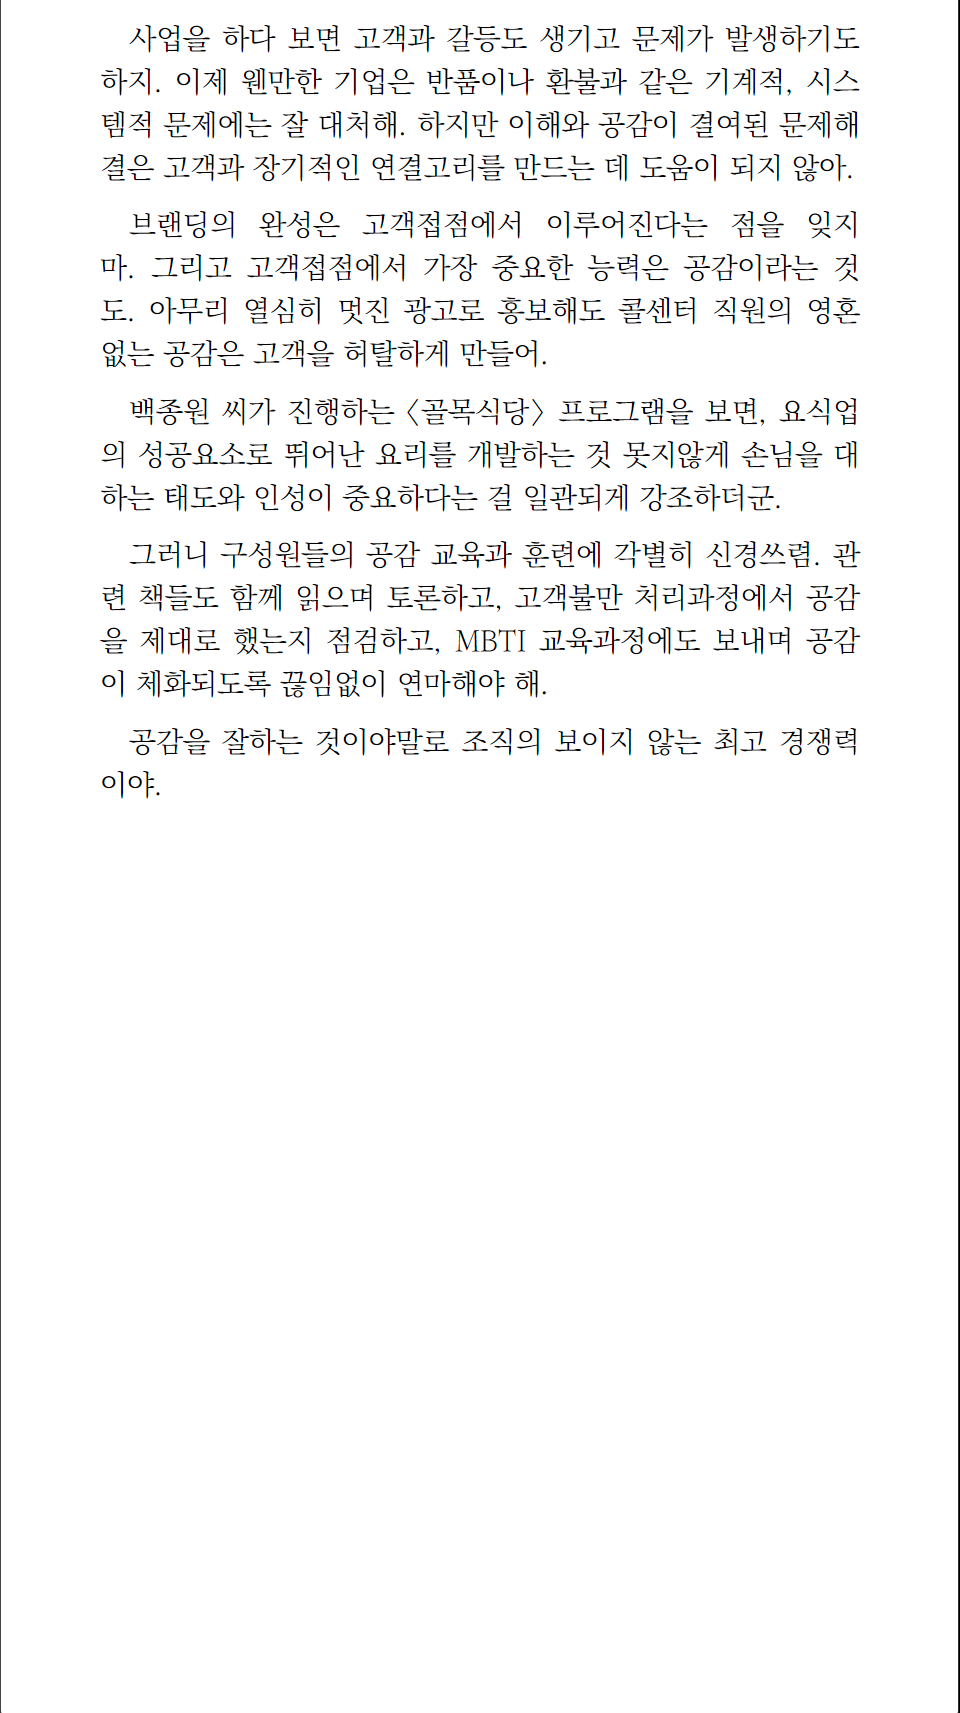 사업을 하다 보면 고객과 갈등도 생기고 문제가 발생하기도
하지. 이제 웬만한 기업은 반품이나 환불과 같은 기계적, 시스
템적 문제에는 잘 대처해. 하지만 이해와 공감이 결여된 문제해
결은 고객과 장기적인 연결고리를 만드는 데 도움이 되지 않아.
브랜딩의 완성은 고객접점에서 이루어진다는 점을 잊지
마. 그리고 고객접점에서 가장 중요한 능력은 공감이라는 것
도. 아무리 열심히 멋진 광고로 홍보해도 콜센터 직원의 영혼
없는 공감은 고객을 허탈하게 만들어.
백종원 씨가 진행하는 〈골목식당〉 프로그램을 보면, 요식업
의 성공요소로 뛰어난 요리를 개발하는 것 못지않게 손님을 대
하는 태도와 인성이 중요하다는 걸 일관되게 강조하더군.
그러니 구성원들의 공감 교육과 훈련에 각별히 신경쓰렴. 관
련 책들도 함께 읽으며 토론하고, 고객불만 처리과정에서 공감
을 제대로 했는지 점검하고, MBTI 교육과정에도 보내며 공감
이 체화되도록 끊임없이 연마해야 해.
공감을 잘하는 것이야말로 조직의 보이지 않는 최고 경쟁력
이야.